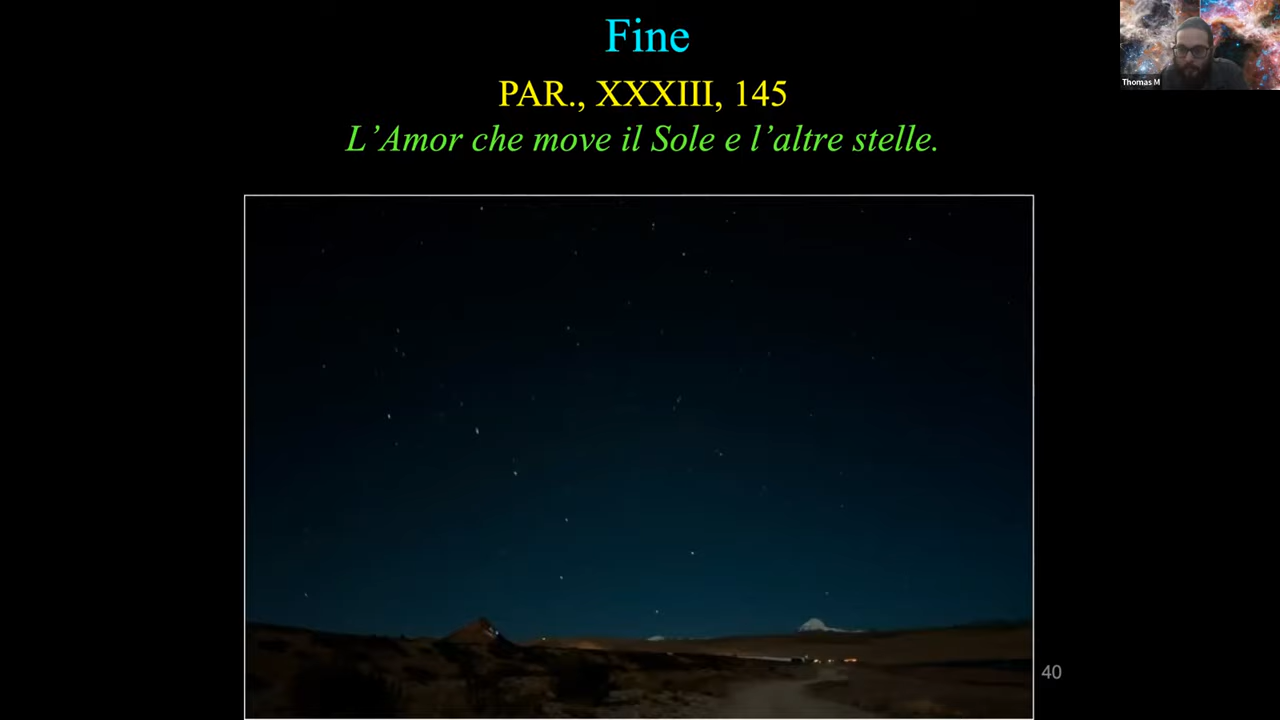 Fine
PAR., XXXIII, 145
L’Amor che move il Sole e l’altre stelle.
Thomas M
40